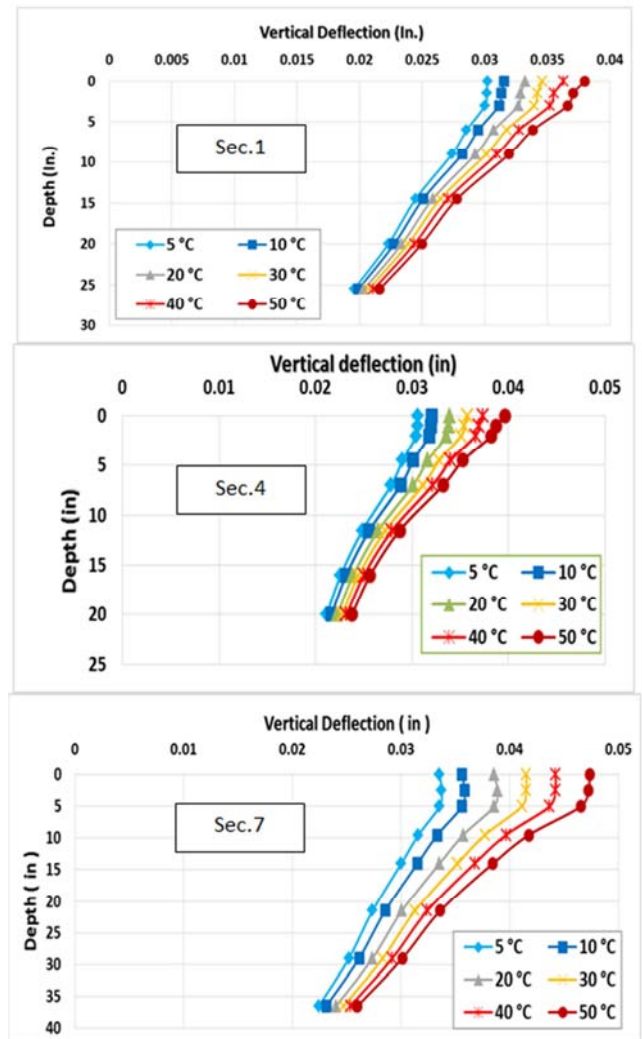 Vertical Deflection (In.)
0 0.005 0.01 0.015 0.02 0.025 0.03 0.035 0.04
0
5
10
15
20
25
30
Depth (In.)
Sec.1
5 °C 10 °C
20 °C 30 °C
40 °C 50 °C
Vertical deflection (in)
0 0.01 0.02 0.03 0.04 0.05
0
5
10
15
20
25
Depth (in)
Sec.4
5 °C 10 °C
20 °C 30 °C
40 °C 50 °C
Vertical Deflection ( in )
0 0.01 0.02 0.03 0.04 0.05
0
5
10
15
20
25
30
35
40
Depth ( in )
Sec.7
5 °C 10 °C
20 °C 30 °C
40 °C 50 °C